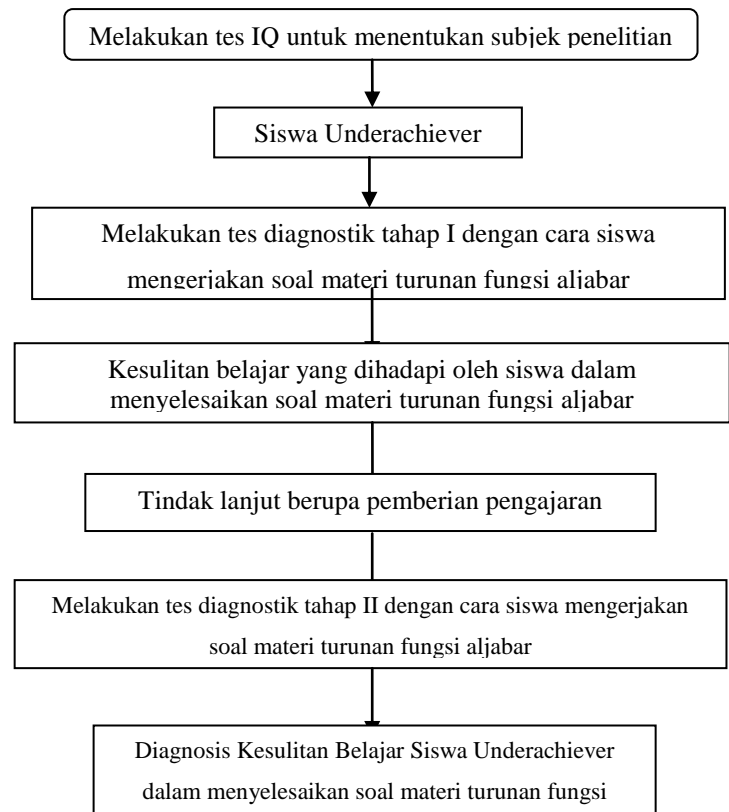 Melakukan tes IQ untuk menentukan subjek penelitian
Siswa Underachiever
Melakukan tes diagnostik tahap I dengan cara siswa
mengerjakan soal materi turunan fungsi aljabar
Kesulitan belajar yang dihadapi oleh siswa dalam
menyelesaikan soal materi turunan fungsi aljabar
Tindak lanjut berupa pemberian pengajaran
Melakukan tes diagnostik tahap II dengan cara siswa mengerjakan
soal materi turunan fungsi aljabar
Diagnosis Kesulitan Belajar Siswa Underachiever
dalam menyelesaikan soal materi turunan fungsi